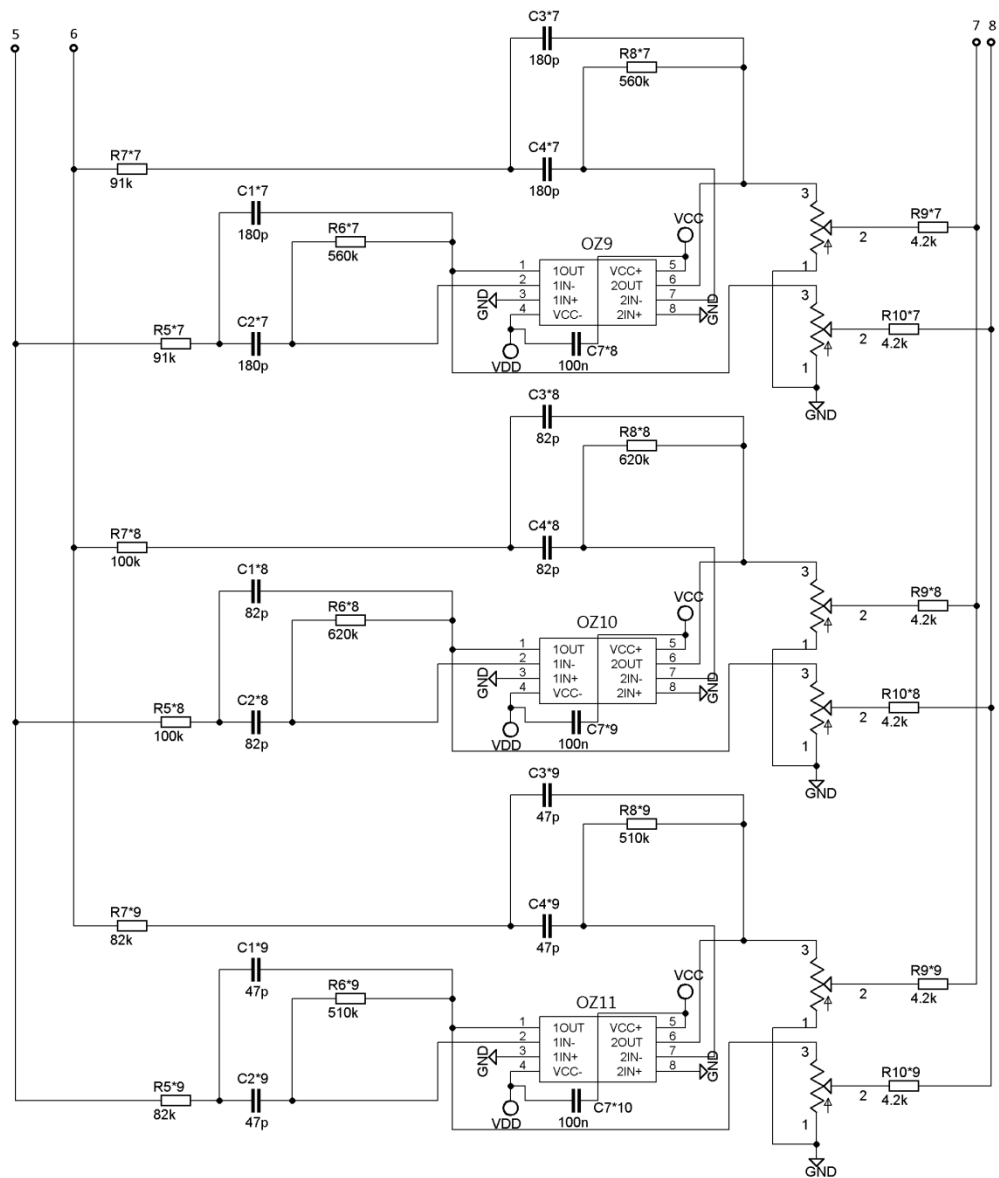 5
6
7
8
C3*7
180p
R8*7
560k
R7*7
91k
C4*7
180p
C1*7
180p
R6*7
560k
VCC
OZ9
1 1OUT VCC+ 5
2 1IN- 2OUT 6
3 1IN+ 2IN- 7
4 VCC- 2IN+ 8
GND
GND
R5*7
91k
C2*7
180p
VDD
C7*8
100n
3
2
1
R9*7
4.2k
3
2
1
R10*7
4.2k
GND
C3*8
82p
R8*8
620k
R7*8
100k
C4*8
82p
C1*8
82p
R6*8
620k
VCC
OZ10
1 1OUT VCC+ 5
2 1IN- 2OUT 6
3 1IN+ 2IN- 7
4 VCC- 2IN+ 8
GND
GND
R5*8
100k
C2*8
82p
VDD
C7*9
100n
3
2
1
R9*8
4.2k
3
2
1
R10*8
4.2k
GND
C3*9
47p
R8*9
510k
R7*9
82k
C4*9
47p
C1*9
47p
R6*9
510k
VCC
OZ11
1 1OUT VCC+ 5
2 1IN- 2OUT 6
3 1IN+ 2IN- 7
4 VCC- 2IN+ 8
GND
GND
R5*9
82k
C2*9
47p
VDD
C7*10
100n
3
2
1
R9*9
4.2k
3
2
1
R10*9
4.2k
GND